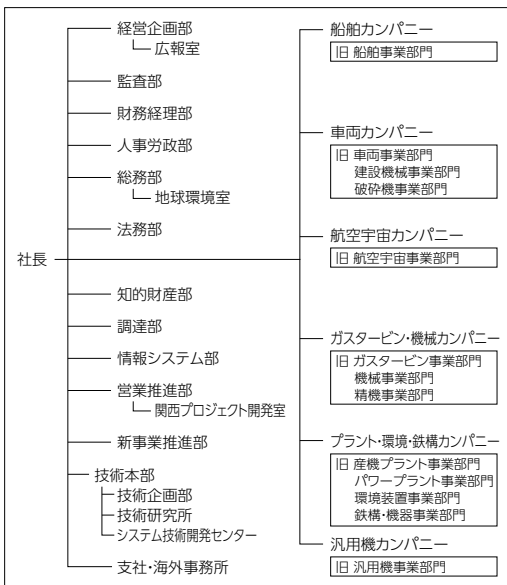 経営企画部
広報室
監査部
財務経理部
人事労政部
総務部
地球環境室
法務部
社長
知的財産部
調達部
情報システム部
営業推進部
関西プロジェクト開発室
新事業推進部
技術本部
技術企画部
技術研究所
システム技術開発センター
支社・海外事務所
船舶カンパニー
旧 船舶事業部門
車両カンパニー
旧 車両事業部門
建設機械事業部門
破砕機事業部門
航空宇宙カンパニー
旧 航空宇宙事業部門
ガスタービン・機械カンパニー
旧 ガスタービン事業部門
機械事業部門
精機事業部門
プラント・環境・鉄構カンパニー
旧 産機プラント事業部門
パワープラント事業部門
環境装置事業部門
鉄構・機器事業部門
汎用機カンパニー
旧 汎用機事業部門